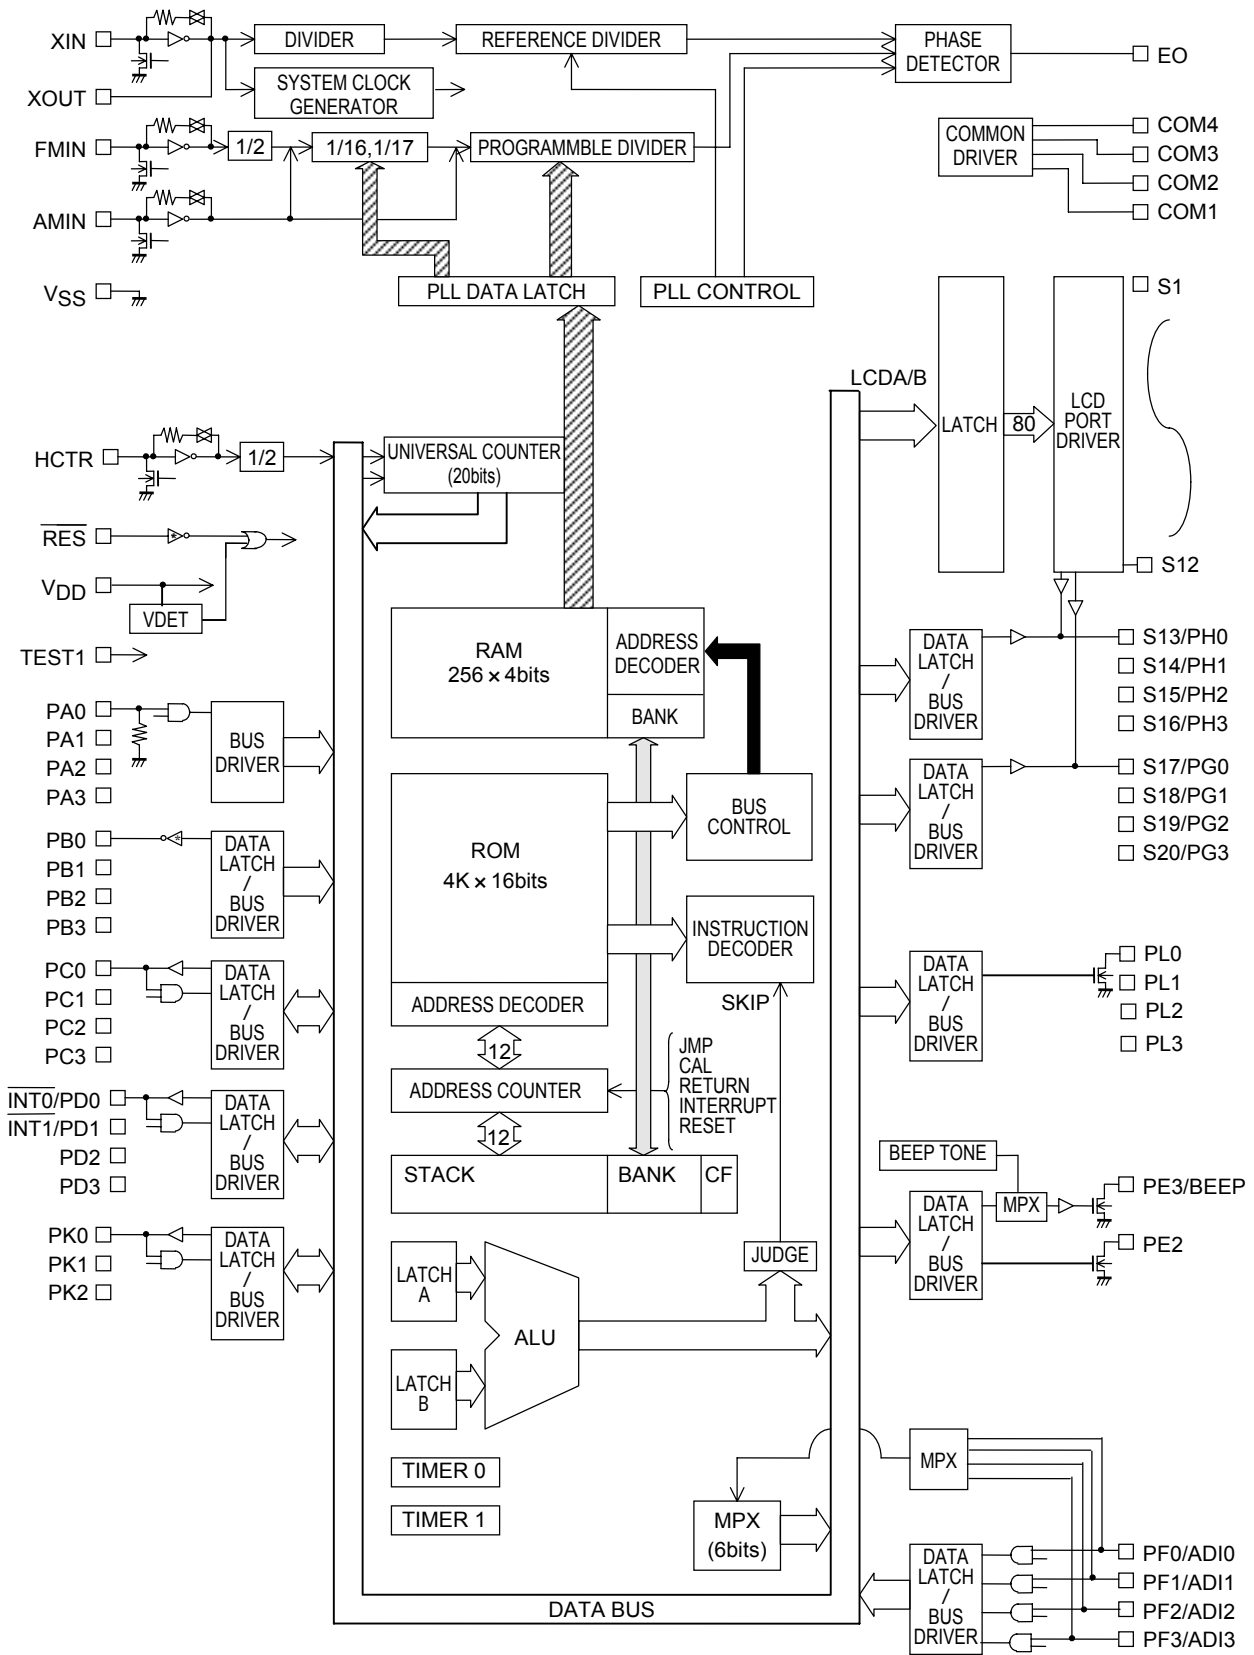 XIN
DIVIDER
REFERENCE DIVIDER
PHASE
DETECTOR
EO
XOUT
SYSTEM CLOCK
GENERATOR
FMIN
1/2
1/16,1/17
PROGRAMMBLE DIVIDER
COMMON
DRIVER
COM4
COM3
COM2
COM1
AMIN
VSS
PLL DATA LATCH
PLL CONTROL
S1
LCDA/B
LATCH
80
LCD
PORT
DRIVER
HCTR
1/2
UNIVERSAL COUNTER
(20bits)
RES
*
VDD
VDET
S12
TEST1
RAM
256 × 4bits
ADDRESS
DECODER
BANK
DATA
LATCH
/
BUS
DRIVER
S13/PH0
S14/PH1
S15/PH2
S16/PH3
PA0
PA1
PA2
PA3
BUS
DRIVER
DATA
LATCH
/
BUS
DRIVER
S17/PG0
S18/PG1
S19/PG2
S20/PG3
PB0
PB1
PB2
PB3
*
DATA
LATCH
/
BUS
DRIVER
ROM
4K × 16bits
BUS
CONTROL
INSTRUCTION
DECODER
PC0
PC1
PC2
PC3
DATA
LATCH
/
BUS
DRIVER
ADDRESS DECODER
SKIP
DATA
LATCH
/
BUS
DRIVER
PL0
PL1
PL2
PL3
12
ADDRESS COUNTER
JMP
CAL
RETURN
INTERRUPT
RESET
INT0/PD0
INT1/PD1
PD2
PD3
DATA
LATCH
/
BUS
DRIVER
12
STACK
BANK
CF
BEEP TONE
DATA
LATCH
/
BUS
DRIVER
MPX
PE3/BEEP
PE2
PK0
PK1
PK2
DATA
LATCH
/
BUS
DRIVER
LATCH
A
LATCH
B
ALU
JUDGE
TIMER 0
TIMER 1
MPX
(6bits)
MPX
DATA
LATCH
/
BUS
DRIVER
PF0/ADI0
PF1/ADI1
PF2/ADI2
PF3/ADI3
DATA BUS